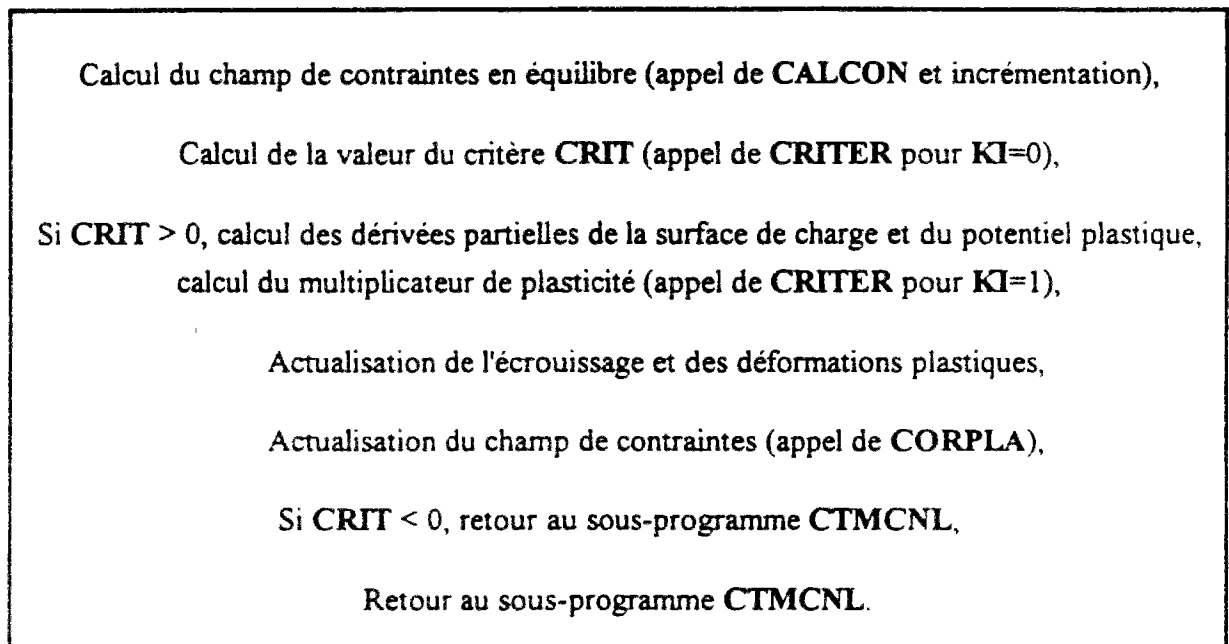 Calcul du champ de contraintes en équilibre (appel de CALCON et incrémentation),
Calcul de la valeur du critère CRIT (appel de CRITER pour KI=0),
Si CRIT > 0, calcul des dérivées partielles de la surface de charge et du potentiel plastique,
calcul du multiplicateur de plasticité (appel de CRITER pour KI=1),
Actualisation de l'écrouissage et des déformations plastiques,
Actualisation du champ de contraintes (appel de CORPLA),
Si CRIT < 0, retour au sous-programme CTMCNL,
Retour au sous-programme CTMCNL.